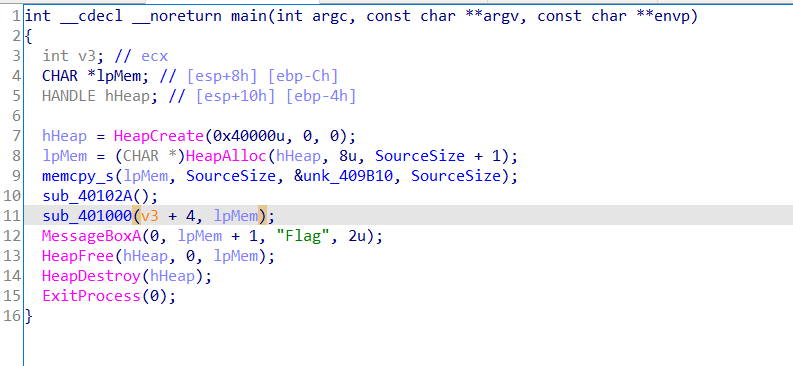 1 int __cdecl __noreturn main(int argc, const char **argv, const char **envp)
2 {
3   int v3; // ecx
4   CHAR *lpMem; // [esp+8h] [ebp-Ch]
5   HANDLE hHeap; // [esp+10h] [ebp-4h]
6
7   hHeap = HeapCreate(0x40000u, 0, 0);
8   lpMem = (CHAR *)HeapAlloc(hHeap, 8u, SourceSize + 1);
9   memcpy_s(lpMem, SourceSize, &unk_409B10, SourceSize);
10   sub_40102A();
11   sub_401000(v3 + 4, lpMem);
12   MessageBoxA(0, lpMem + 1, "Flag", 2u);
13   HeapFree(hHeap, 0, lpMem);
14   HeapDestroy(hHeap);
15   ExitProcess(0);
16 }